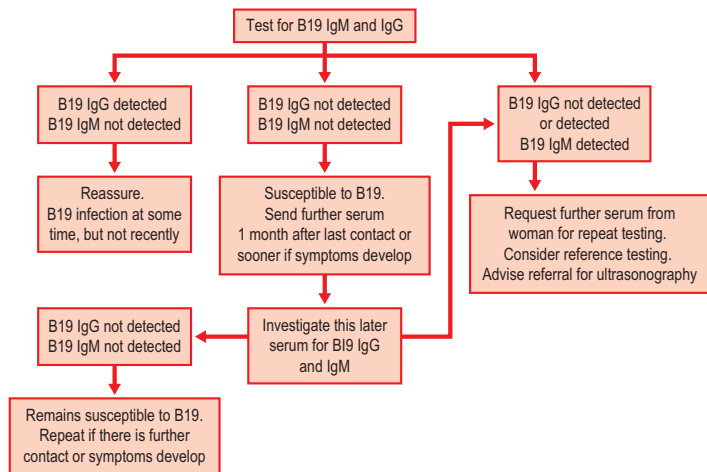 Test for B19 IgM and IgG
B19 IgG detected
B19 IgM not detected
B19 IgG not detected
B19 IgM not detected
B19 IgG not detected
or detected
B19 IgM detected
Reassure.
B19 infection at some
time, but not recently
Susceptible to B19.
Send further serum
1 month after last contact or
sooner if symptoms develop
Request further serum from
woman for repeat testing.
Consider reference testing.
Advise referral for ultrasonography
B19 IgG not detected
B19 IgM not detected
Investigate this later
serum for BI9 IgG
and IgM
Remains susceptible to B19.
Repeat if there is further
contact or symptoms develop